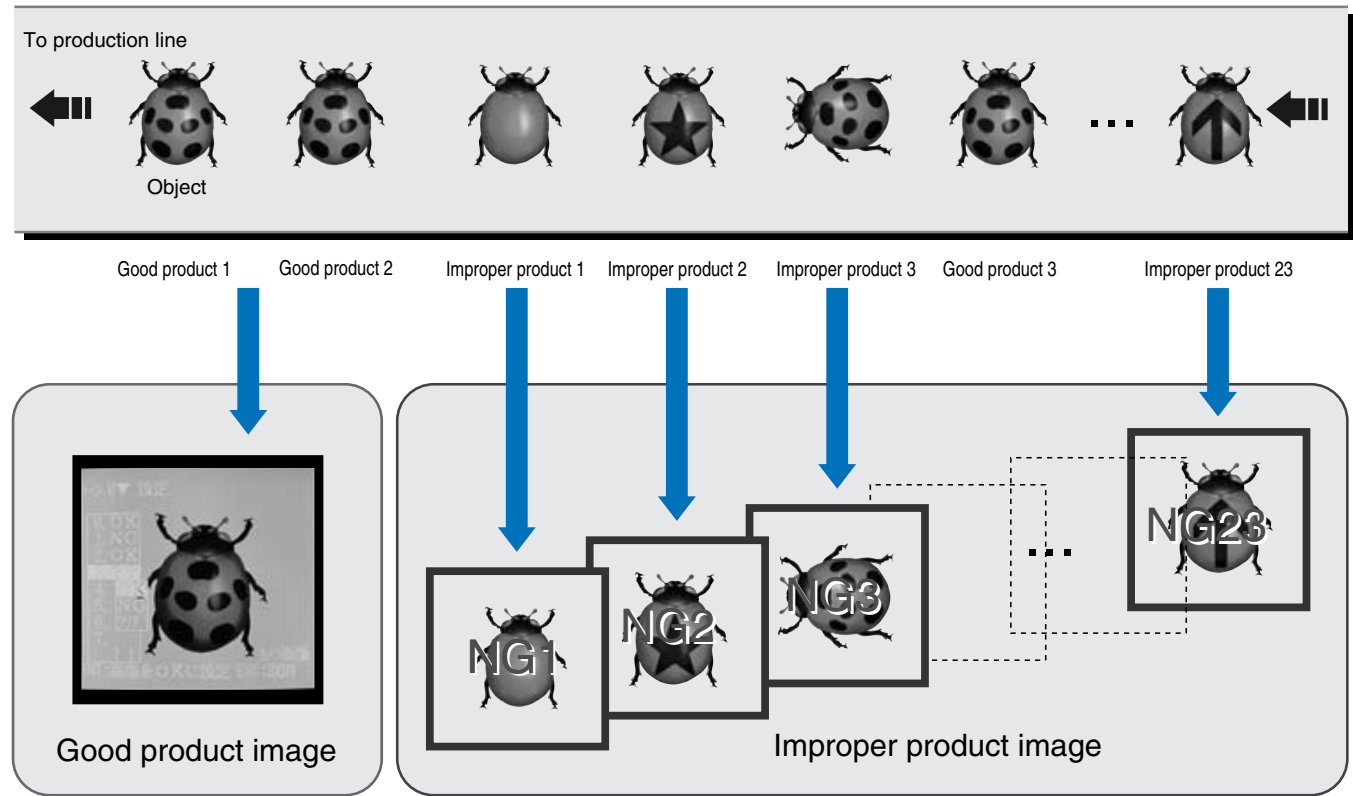 To production line
Object
Good product 1
Good product 2
Improper product 1
Improper product 2
Improper product 3
Good product 3
Improper product 23
NG1
NG2
NG3
NG23
Good product image
Improper product image